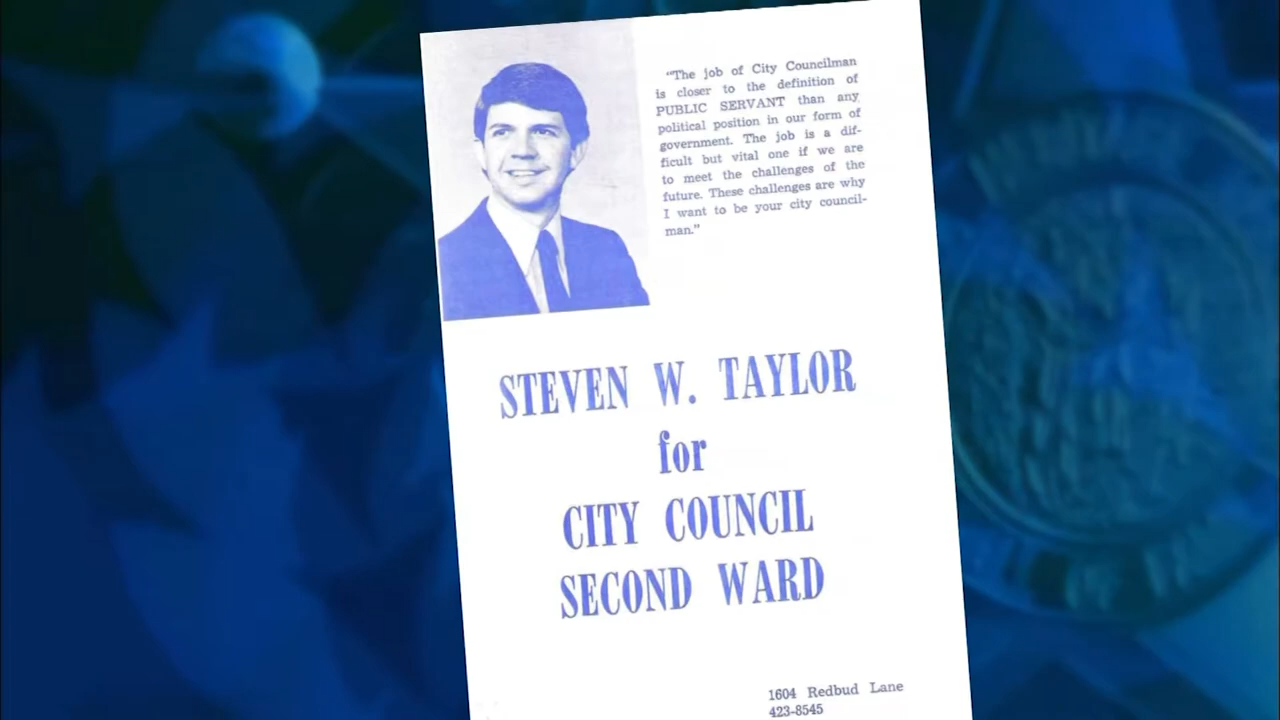 “The job of City Councilman
is closer to the definition of
PUBLIC SERVANT than any
political position in our form of
government. The job is a dif-
ficult but vital one if we are
to meet the challenges of the
future. These challenges are why
I want to be your city council-
man.”
STEVEN W. TAYLOR
for
CITY COUNCIL
SECOND WARD
1604 Redbud Lane
423-8545